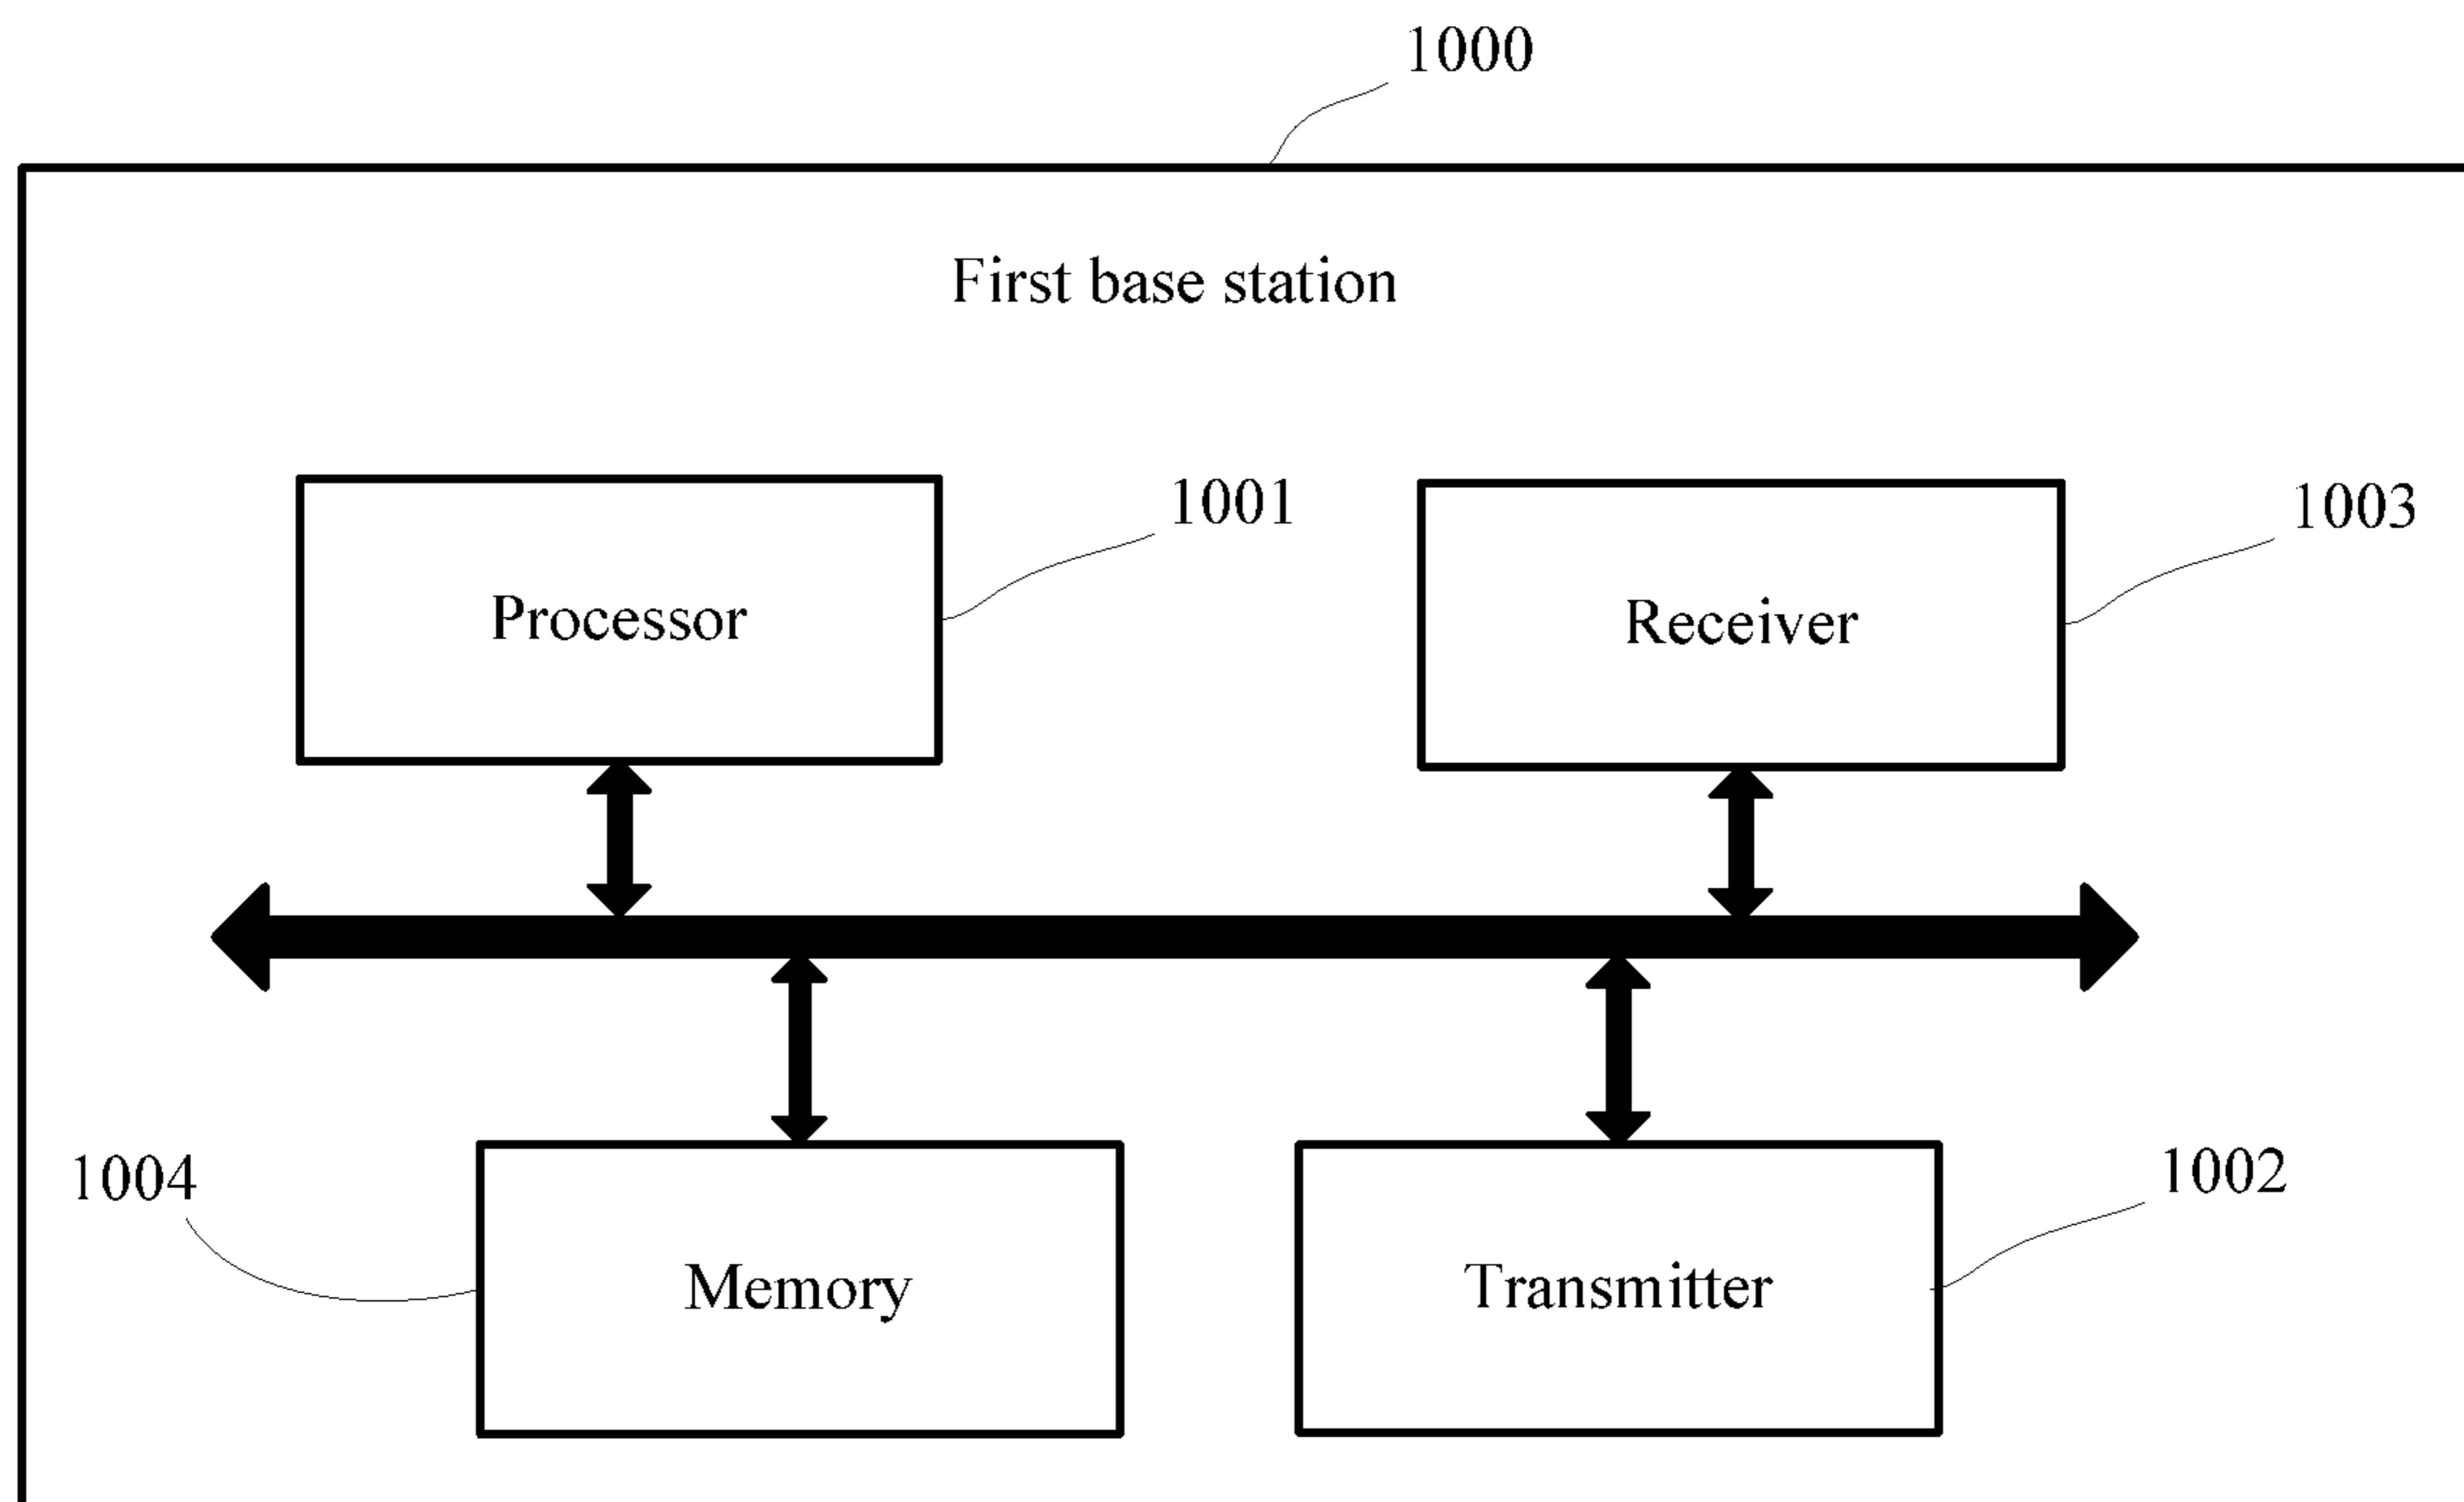 1000
First base station
1001
1003
Processor
Receiver
1004
1002
Memory
Transmitter